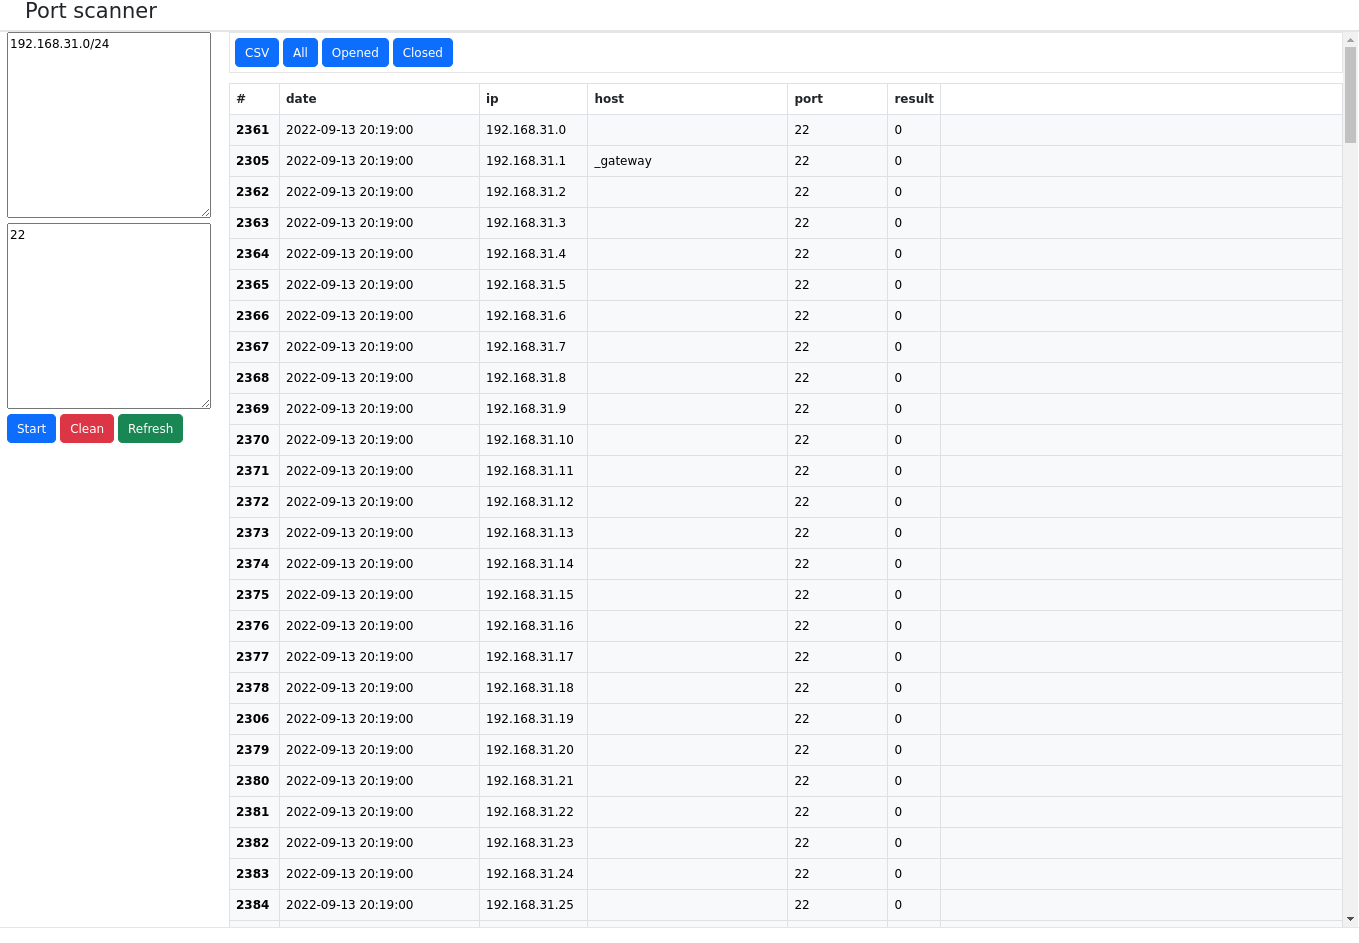 Port scanner
192.168.31.0/24
22
Start Clean Refresh
CSV All Opened Closed
# date ip host port result
2361 2022-09-13 20:19:00 192.168.31.0 22 0
2305 2022-09-13 20:19:00 192.168.31.1 _gateway 22 0
2362 2022-09-13 20:19:00 192.168.31.2 22 0
2363 2022-09-13 20:19:00 192.168.31.3 22 0
2364 2022-09-13 20:19:00 192.168.31.4 22 0
2365 2022-09-13 20:19:00 192.168.31.5 22 0
2366 2022-09-13 20:19:00 192.168.31.6 22 0
2367 2022-09-13 20:19:00 192.168.31.7 22 0
2368 2022-09-13 20:19:00 192.168.31.8 22 0
2369 2022-09-13 20:19:00 192.168.31.9 22 0
2370 2022-09-13 20:19:00 192.168.31.10 22 0
2371 2022-09-13 20:19:00 192.168.31.11 22 0
2372 2022-09-13 20:19:00 192.168.31.12 22 0
2373 2022-09-13 20:19:00 192.168.31.13 22 0
2374 2022-09-13 20:19:00 192.168.31.14 22 0
2375 2022-09-13 20:19:00 192.168.31.15 22 0
2376 2022-09-13 20:19:00 192.168.31.16 22 0
2377 2022-09-13 20:19:00 192.168.31.17 22 0
2378 2022-09-13 20:19:00 192.168.31.18 22 0
2306 2022-09-13 20:19:00 192.168.31.19 22 0
2379 2022-09-13 20:19:00 192.168.31.20 22 0
2380 2022-09-13 20:19:00 192.168.31.21 22 0
2381 2022-09-13 20:19:00 192.168.31.22 22 0
2382 2022-09-13 20:19:00 192.168.31.23 22 0
2383 2022-09-13 20:19:00 192.168.31.24 22 0
2384 2022-09-13 20:19:00 192.168.31.25 22 0